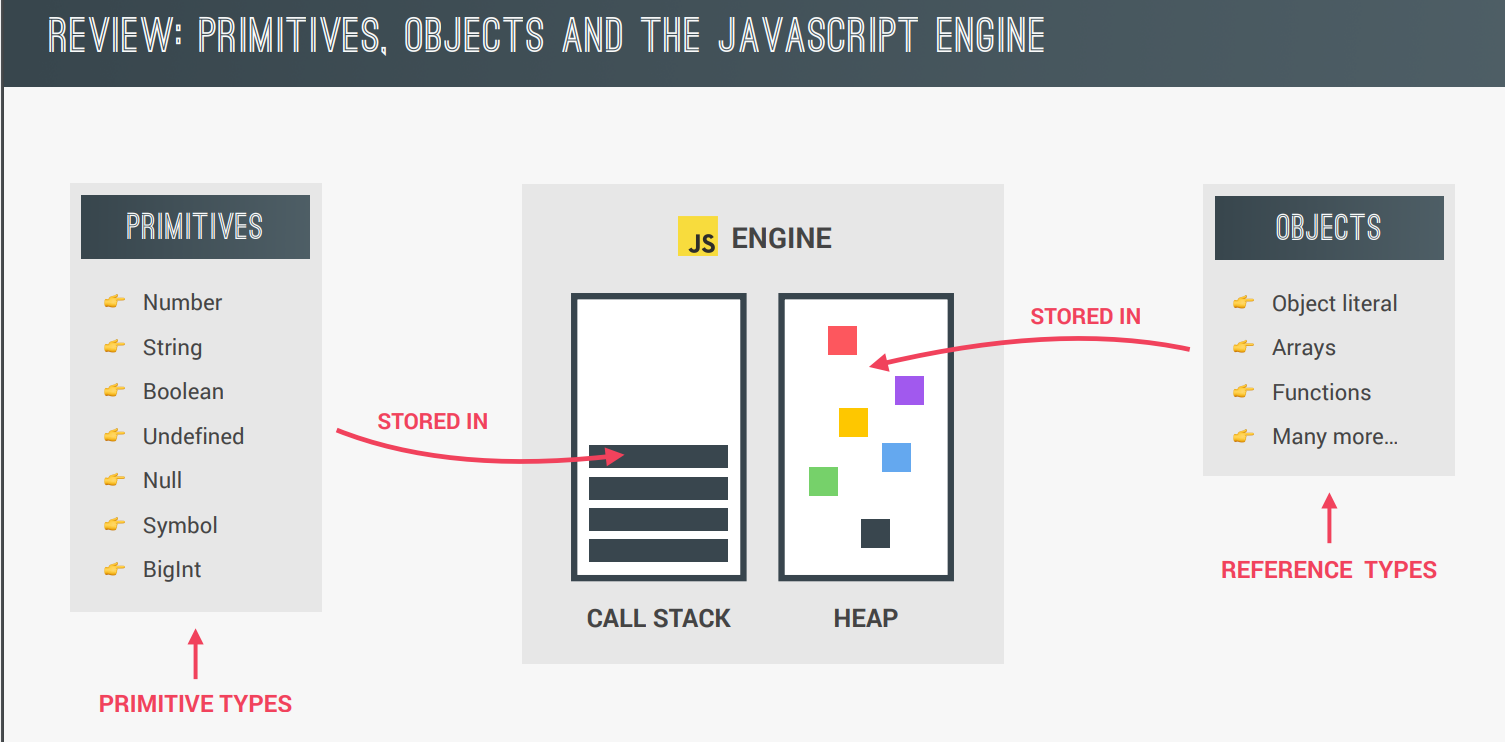 REVIEW: PRIMITIVES, OBJECTS AND THE JAVASCRIPT ENGINE
PRIMITIVES
Number
String
Boolean
Undefined
Null
Symbol
BigInt
PRIMITIVE TYPES
STORED IN
JS ENGINE
CALL STACK
HEAP
STORED IN
OBJECTS
Object literal
Arrays
Functions
Many more…
REFERENCE TYPES